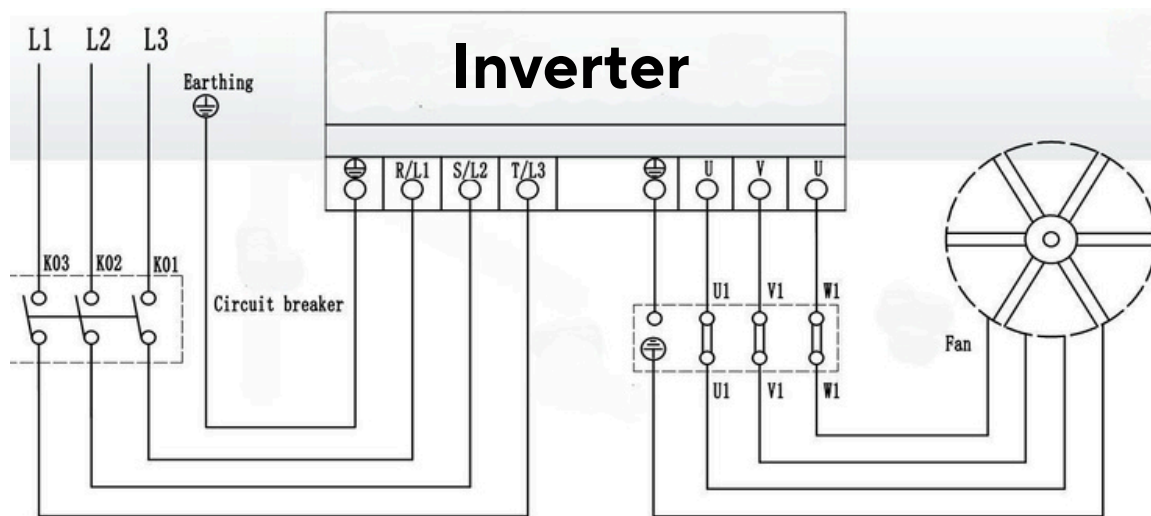 L1 L2 L3
Inverter
Earthing
R/L1 S/L2 T/L3 U V U
K03 K02 K01
Circuit breaker
U1 V1 W1
Fan
U1 V1 W1